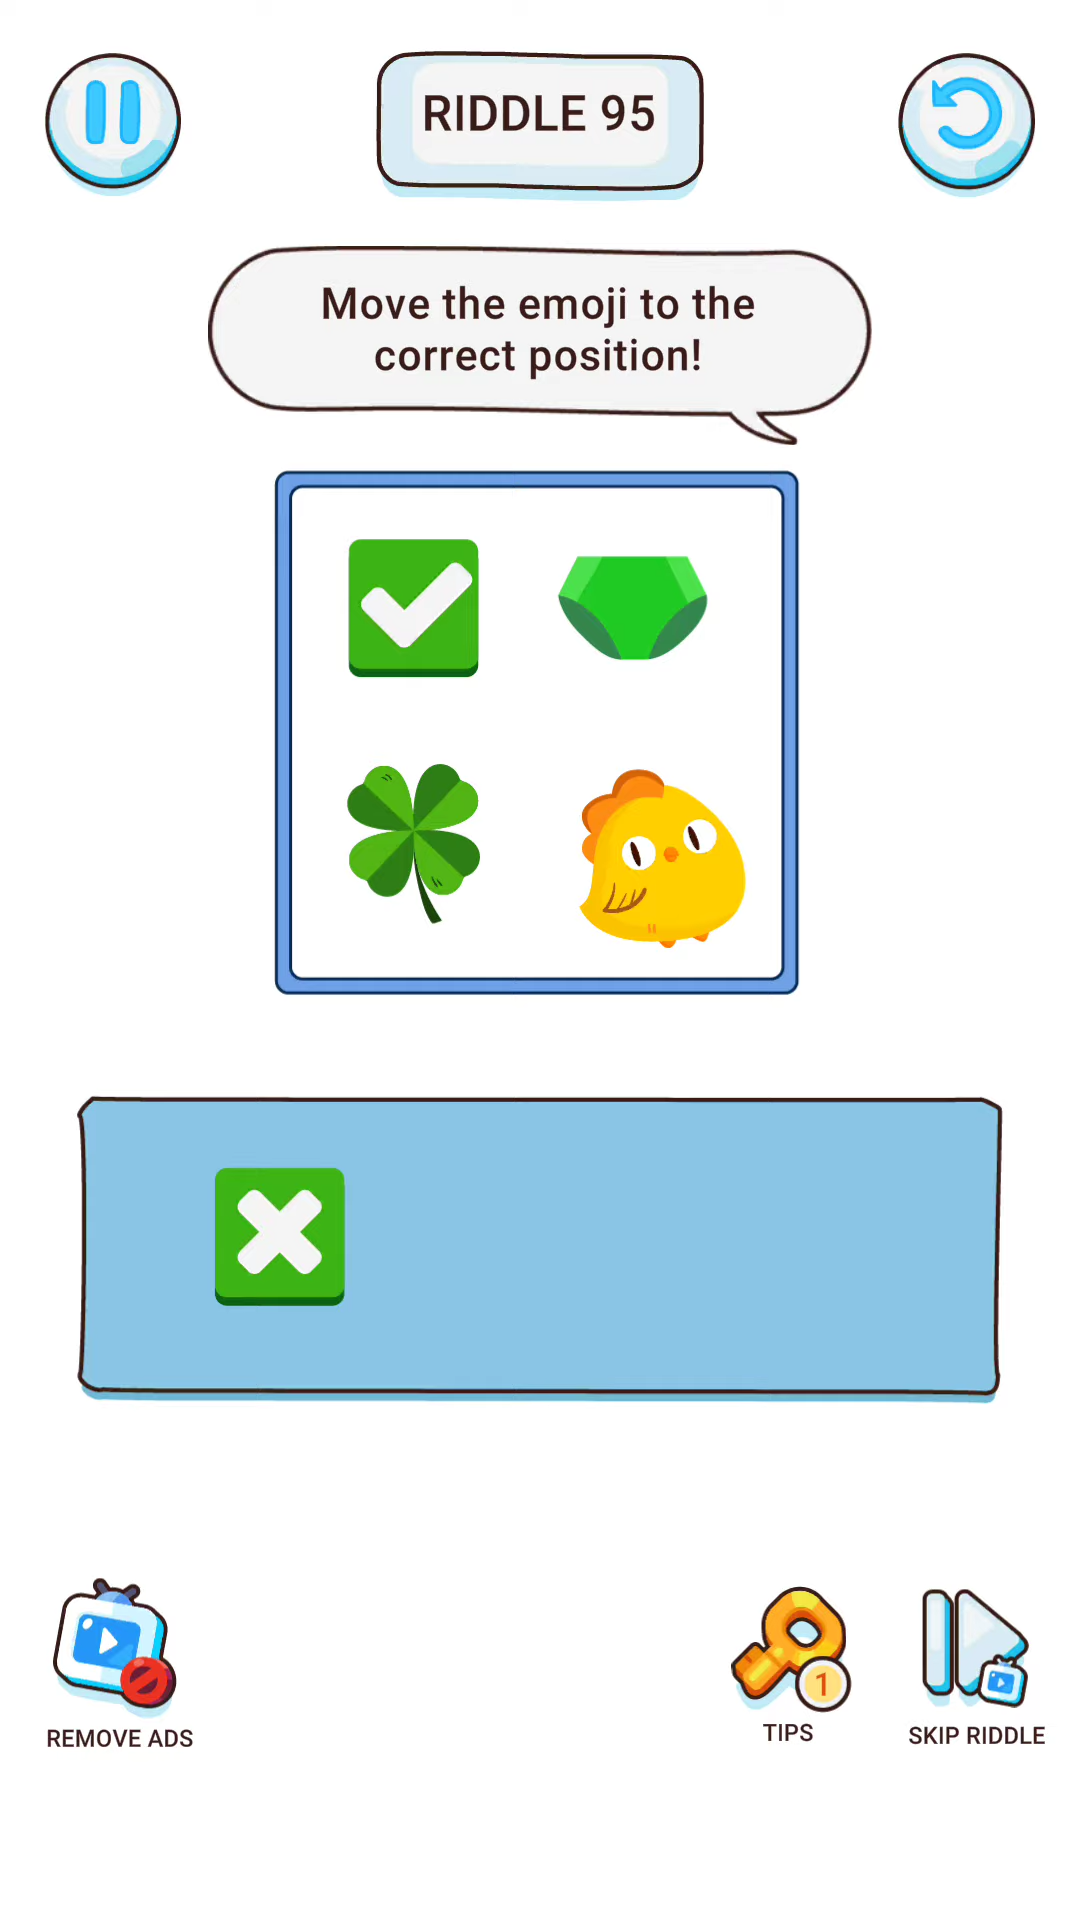 RIDDLE 95
Move the emoji to the
correct position!
1
REMOVE ADS
TIPS
SKIP RIDDLE